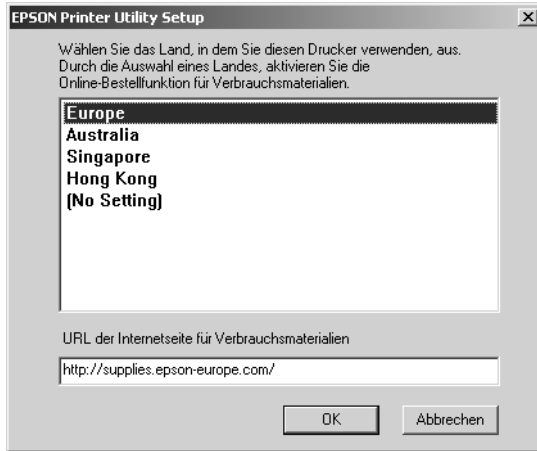 EPSON Printer Utility Setup
Wählen Sie das Land, in dem Sie diesen Drucker verwenden, aus.
Durch die Auswahl eines Landes, aktivieren Sie die
Online-Bestellfunktion für Verbrauchsmaterialien.
Europe
Australia
Singapore
Hong Kong
(No Setting)
URL der Internetseite für Verbrauchsmaterialien
http://supplies.epson-europe.com/
OK
Abbrechen